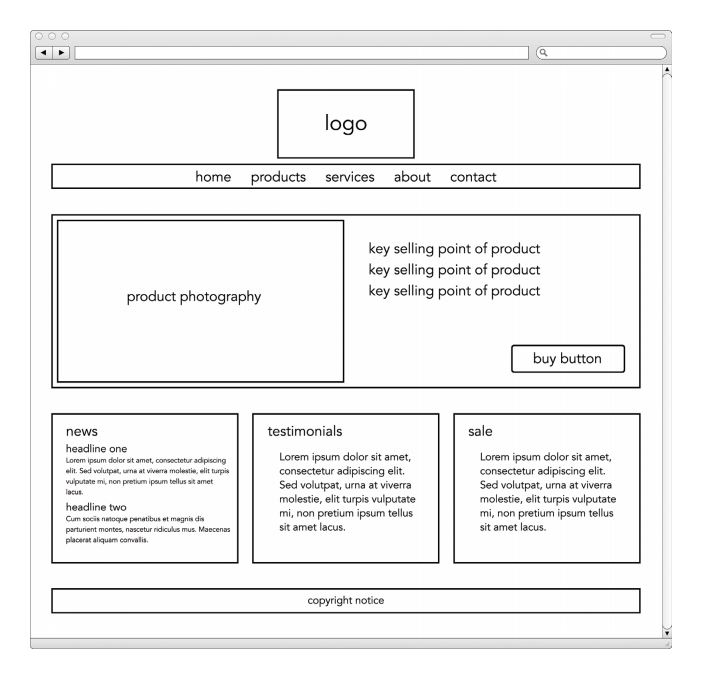 logo
home products services about contact
product photography
key selling point of product
key selling point of product
key selling point of product
buy button
news
headline one
Lorem ipsum dolor sit amet, consectetur adipiscing
elit. Sed volutpat, urna at viverra molestie, elit turpis
vulputate mi, non pretium ipsum tellus sit amet
lacus.
headline two
Cum sociis natoque penatibus et magnis dis
parturient montes, nascetur ridiculus mus. Maecenas
placerat aliquam convallis.
testimonials
Lorem ipsum dolor sit amet,
consectetur adipiscing elit.
Sed volutpat, urna at viverra
molestie, elit turpis vulputate
mi, non pretium ipsum tellus
sit amet lacus.
sale
Lorem ipsum dolor sit amet,
consectetur adipiscing elit.
Sed volutpat, urna at viverra
molestie, elit turpis vulputate
mi, non pretium ipsum tellus
sit amet lacus.
copyright notice